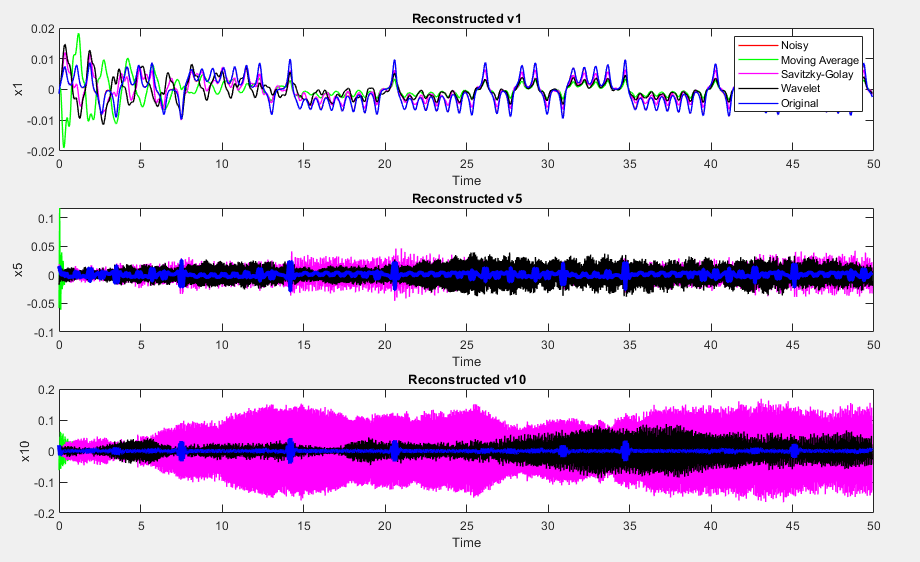 Reconstructed v1
x1
0.02
0.01
0
-0.01
-0.02
0 5 10 15 20 25 30 35 40 45 50
Time
Noisy
Moving Average
Savitzky-Golay
Wavelet
Original
Reconstructed v5
x5
0.1
0.05
0
-0.05
-0.1
0 5 10 15 20 25 30 35 40 45 50
Time
Reconstructed v10
x10
0.2
0.1
0
-0.1
-0.2
0 5 10 15 20 25 30 35 40 45 50
Time